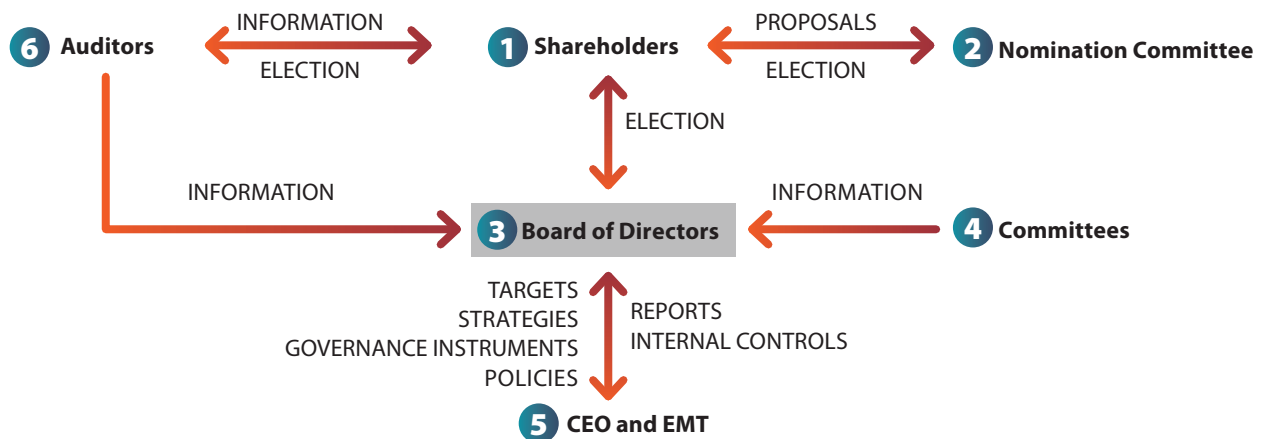 INFORMATION
PROPOSALS
6 Auditors
1 Shareholders
2 Nomination Committee
ELECTION
ELECTION
ELECTION
INFORMATION
INFORMATION
3 Board of Directors
4 Committees
TARGETS
STRATEGIES
GOVERNANCE INSTRUMENTS
POLICIES
REPORTS
INTERNAL CONTROLS
5 CEO and EMT